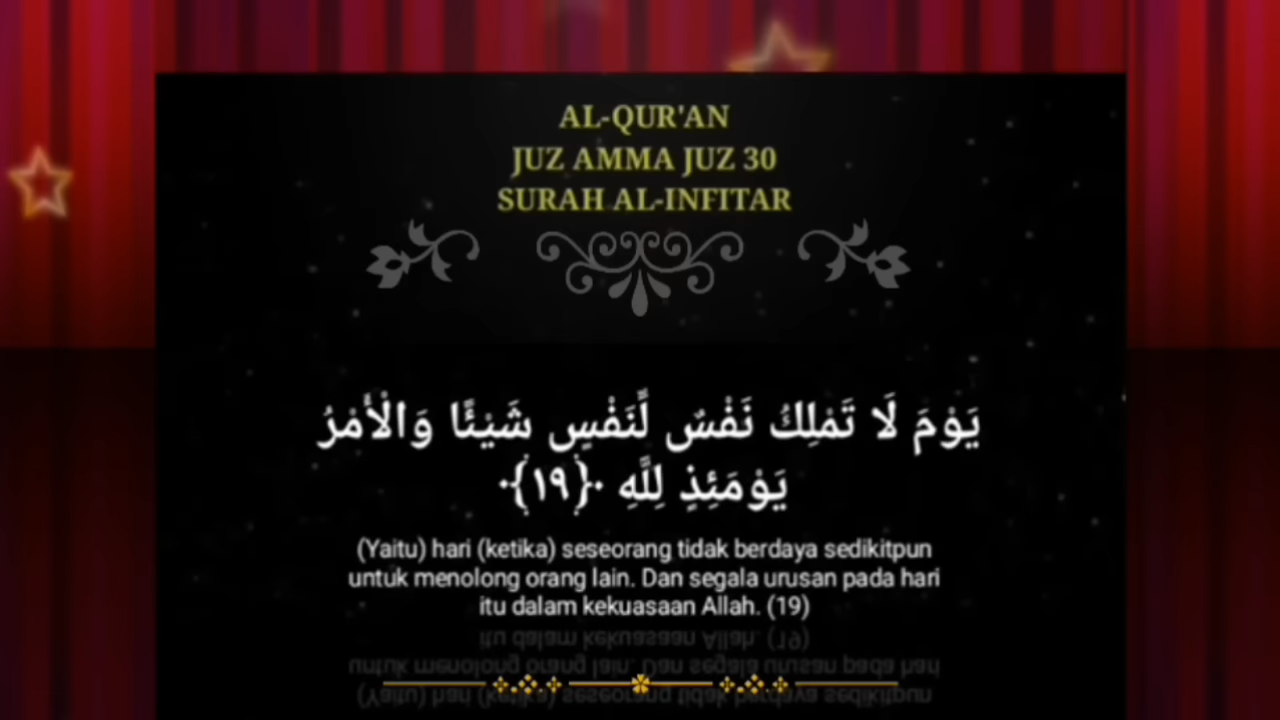 AL-QUR'AN
JUZ AMMA JUZ 30
SURAH AL-INFITAR
يَوْمَ لَا تَمْلِكُ نَفْسٌ لِّنَفْسٍ شَيْئًا وَالْأَمْرُ
يَوْمَئِذٍ لِلَّهِ ﴿١٩﴾
(Yaitu) hari (ketika) seseorang tidak berdaya sedikitpun
untuk menolong orang lain. Dan segala urusan pada hari
itu dalam kekuasaan Allah. (19)